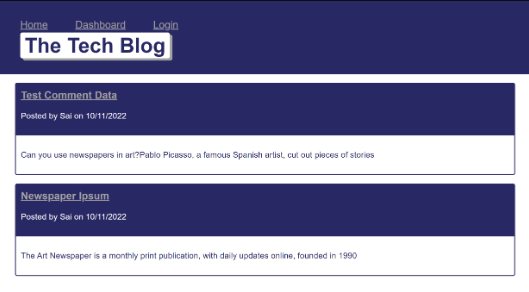 Home Dashboard Login
The Tech Blog
Test Comment Data
Posted by Sai on 10/11/2022
Can you use newspapers in art?Pablo Picasso, a famous Spanish artist, cut out pieces of stories
Newspaper Ipsum
Posted by Sai on 10/11/2022
The Art Newspaper is a monthly print publication, with daily updates online, founded in 1990